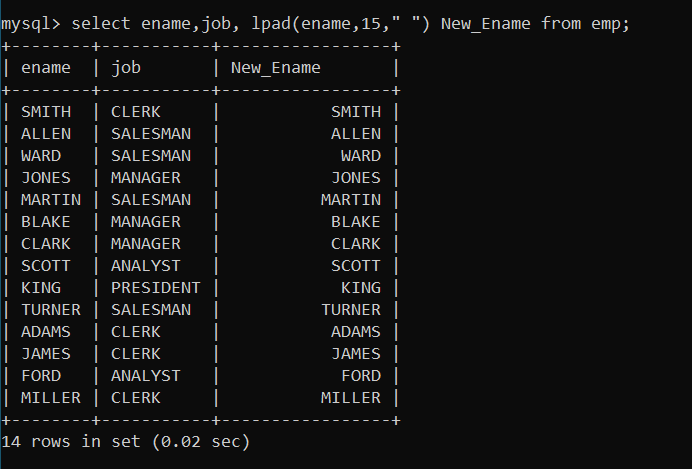 mysql> select ename,job, lpad(ename,15," ") New_Ename from emp;
+--------+-----------+-----------------+
| ename  | job       | New_Ename       |
+--------+-----------+-----------------+
| SMITH  | CLERK     |           SMITH |
| ALLEN  | SALESMAN  |           ALLEN |
| WARD   | SALESMAN  |            WARD |
| JONES  | MANAGER   |           JONES |
| MARTIN | SALESMAN  |          MARTIN |
| BLAKE  | MANAGER   |           BLAKE |
| CLARK  | MANAGER   |           CLARK |
| SCOTT  | ANALYST   |           SCOTT |
| KING   | PRESIDENT |            KING |
| TURNER | SALESMAN  |          TURNER |
| ADAMS  | CLERK     |           ADAMS |
| JAMES  | CLERK     |           JAMES |
| FORD   | ANALYST   |            FORD |
| MILLER | CLERK     |          MILLER |
+--------+-----------+-----------------+
14 rows in set (0.02 sec)